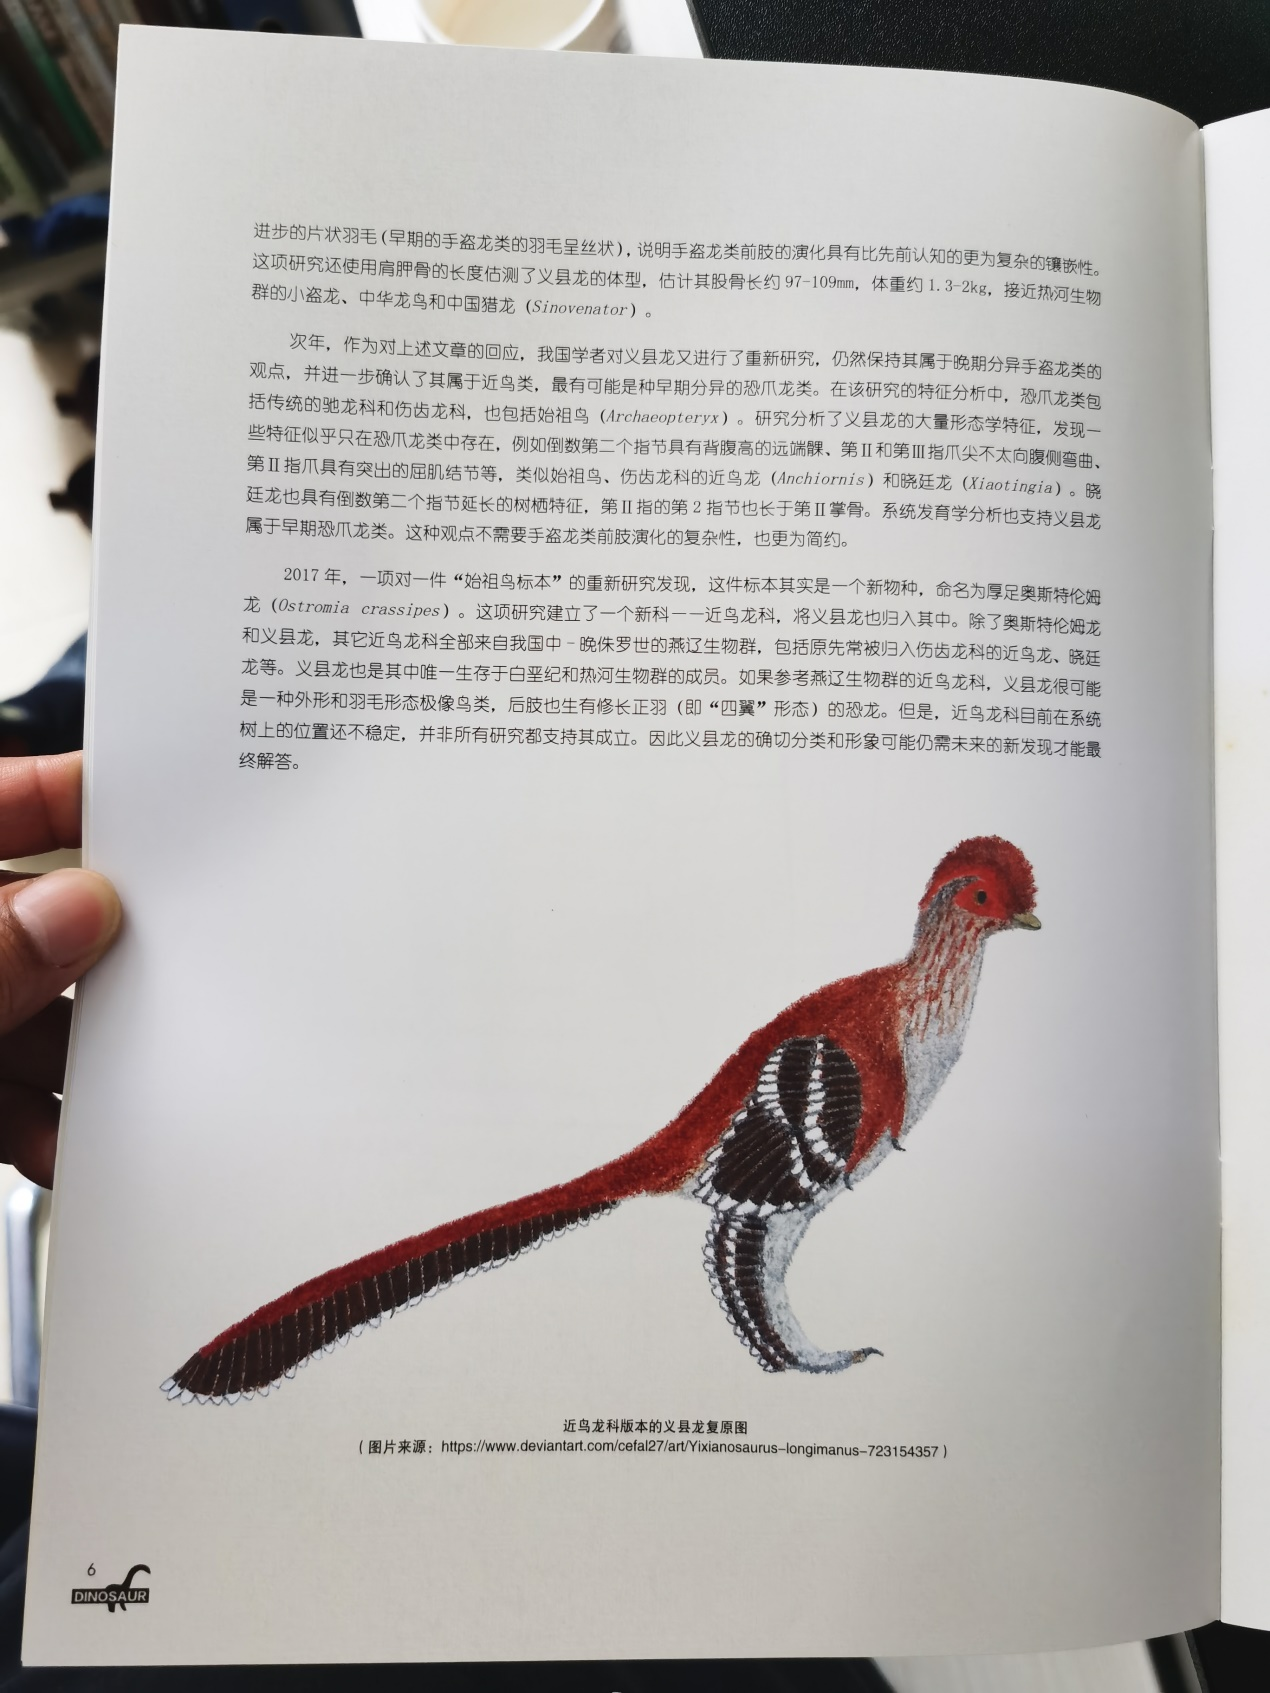 进步的片状羽毛(早期的手盗龙类的羽毛呈丝状)，说明手盗龙类前肢的演化具有比先前认知的更为复杂的镶嵌性。
这项研究还使用肩胛骨的长度估测了义县龙的体型，估计其股骨长约97-109mm，体重约1.3-2kg，接近热河生物
群的小盗龙、中华龙鸟和中国猎龙（Sinovenator）。
次年，作为对上述文章的回应，我国学者对义县龙又进行了重新研究，仍然保持其属于晚期分异手盗龙类的
观点，并进一步确认了其属于近鸟类，最有可能是种早期分异的恐爪龙类。在该研究的特征分析中，恐爪龙类包
括传统的驰龙科和伤齿龙科，也包括始祖鸟（Archaeopteryx）。研究分析了义县龙的大量形态学特征，发现一
些特征似乎只在恐爪龙类中存在，例如倒数第二个指节具有背腹高的远端髁、第Ⅱ和第Ⅲ指爪尖不太向腹侧弯曲、
第Ⅱ指爪具有突出的屈肌结节等，类似始祖鸟、伤齿龙科的近鸟龙（Anchiornis）和晓廷龙（Xiaotingia）。晓
廷龙也具有倒数第二个指节延长的树栖特征，第Ⅱ指的第2指节也长于第Ⅱ掌骨。系统发育学分析也支持义县龙
属于早期恐爪龙类。这种观点不需要手盗龙类前肢演化的复杂性，也更为简约。
2017年，一项对一件“始祖鸟标本”的重新研究发现，这件标本其实是一个新物种，命名为厚足奥斯特伦姆
龙（Ostromia crassipes）。这项研究建立了一个新科——近鸟龙科，将义县龙也归入其中。除了奥斯特伦姆龙
和义县龙，其它近鸟龙科全部来自我国中-晚侏罗世的燕辽生物群，包括原先常被归入伤齿龙科的近鸟龙、晓廷
龙等。义县龙也是其中唯一生存于白垩纪和热河生物群的成员。如果参考燕辽生物群的近鸟龙科，义县龙很可能
是一种外形和羽毛形态极像鸟类，后肢也生有修长正羽（即“四翼”形态）的恐龙。但是，近鸟龙科目前在系统
树上的位置还不稳定，并非所有研究都支持其成立。因此义县龙的确切分类和形象可能仍需未来的新发现才能最
终解答。
近鸟龙科版本的义县龙复原图
（图片来源：https://www.deviantart.com/cefal27/art/Yixianosaurus-longimanus-723154357）
6
DINOSAUR